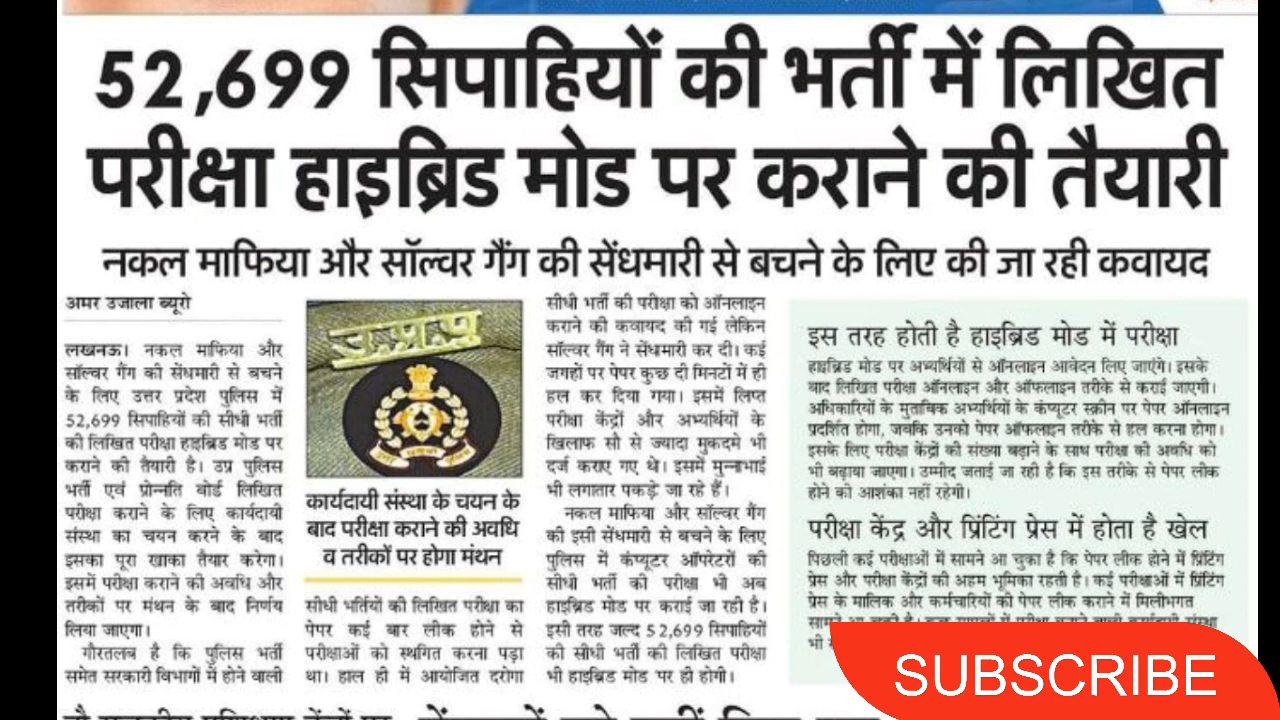 52,699 सिपाहियों की भर्ती में लिखित
परीक्षा हाइब्रिड मोड पर कराने की तैयारी
नकल माफिया और सॉल्वर गैंग की सेंधमारी से बचने के लिए की जा रही कवायद
अमर उजाला ब्यूरो
लखनऊ। नकल माफिया और
सॉल्वर गैंग की सेंधमारी से बचने
के लिए उत्तर प्रदेश पुलिस में
52,699 सिपाहियों की सीधी भर्ती
की लिखित परीक्षा हाइब्रिड मोड पर
कराने की तैयारी है। उप्र पुलिस
भर्ती एवं प्रोन्नति बोर्ड लिखित
परीक्षा कराने के लिए कार्यदायी
संस्था का चयन करने के बाद
इसका पूरा खाका तैयार करेगा।
इसमें परीक्षा कराने की अवधि और
तरीकों पर मंथन के बाद निर्णय
लिया जाएगा।
गौरतलब है कि पुलिस भर्ती
समेत सरकारी विभागों में होने वाली
उ.प्र.पु
कार्यदायी संस्था के चयन के
बाद परीक्षा कराने की अवधि
व तरीकों पर होगा मंथन
सीधी भर्तियों की लिखित परीक्षा का
पेपर कई बार लीक होने से
परीक्षाओं को स्थगित करना पड़ा
था। हाल ही में आयोजित दरोगा
सीधी भर्ती की परीक्षा को ऑनलाइन
कराने की कवायद की गई लेकिन
सॉल्वर गैंग ने सेंधमारी कर दी। कई
जगहों पर पेपर कुछ दी मिनटों में ही
हल कर दिया गया। इसमें लिप्त
परीक्षा केंद्रों और अभ्यर्थियों के
खिलाफ सौ से ज्यादा मुकदमे भी
दर्ज कराए गए थे। इसमें मुन्नाभाई
भी लगातार पकड़े जा रहे हैं।
नकल माफिया और सॉल्वर गैंग
की इसी सेंधमारी से बचने के लिए
पुलिस में कंप्यूटर ऑपरेटरों की
सीधी भर्ती की परीक्षा भी अब
हाइब्रिड मोड पर कराई जा रही है।
इसी तरह जल्द 52,699 सिपाहियों
की सीधी भर्ती की लिखित परीक्षा
भी हाइब्रिड मोड पर ही होगी।
इस तरह होती है हाइब्रिड मोड में परीक्षा
हाइब्रिड मोड पर अभ्यर्थियों से ऑनलाइन आवेदन लिए जाएंगे। इसके
बाद लिखित परीक्षा ऑनलाइन और ऑफलाइन तरीके से कराई जाएगी।
अधिकारियों के मुताबिक अभ्यर्थियों के कंप्यूटर स्क्रीन पर पेपर ऑनलाइन
प्रदर्शित होगा, जबकि उनको पेपर ऑफलाइन तरीके से हल करना होगा।
इसके लिए परीक्षा केंद्रों की संख्या बढ़ाने के साथ परीक्षा की अवधि को
भी बढ़ाया जाएगा। उम्मीद जताई जा रही है कि इस तरीके से पेपर लीक
होने की आशंका नहीं रहेगी।
परीक्षा केंद्र और प्रिंटिंग प्रेस में होता है खेल
पिछली कई परीक्षाओं में सामने आ चुका है कि पेपर लीक होने में प्रिंटिंग
प्रेस और परीक्षा केंद्रों की अहम भूमिका रहती है। कई परीक्षाओं में प्रिंटिंग
प्रेस के मालिक और कर्मचारियों की पेपर लीक कराने में मिलीभगत
भी
SUBSCRIBE